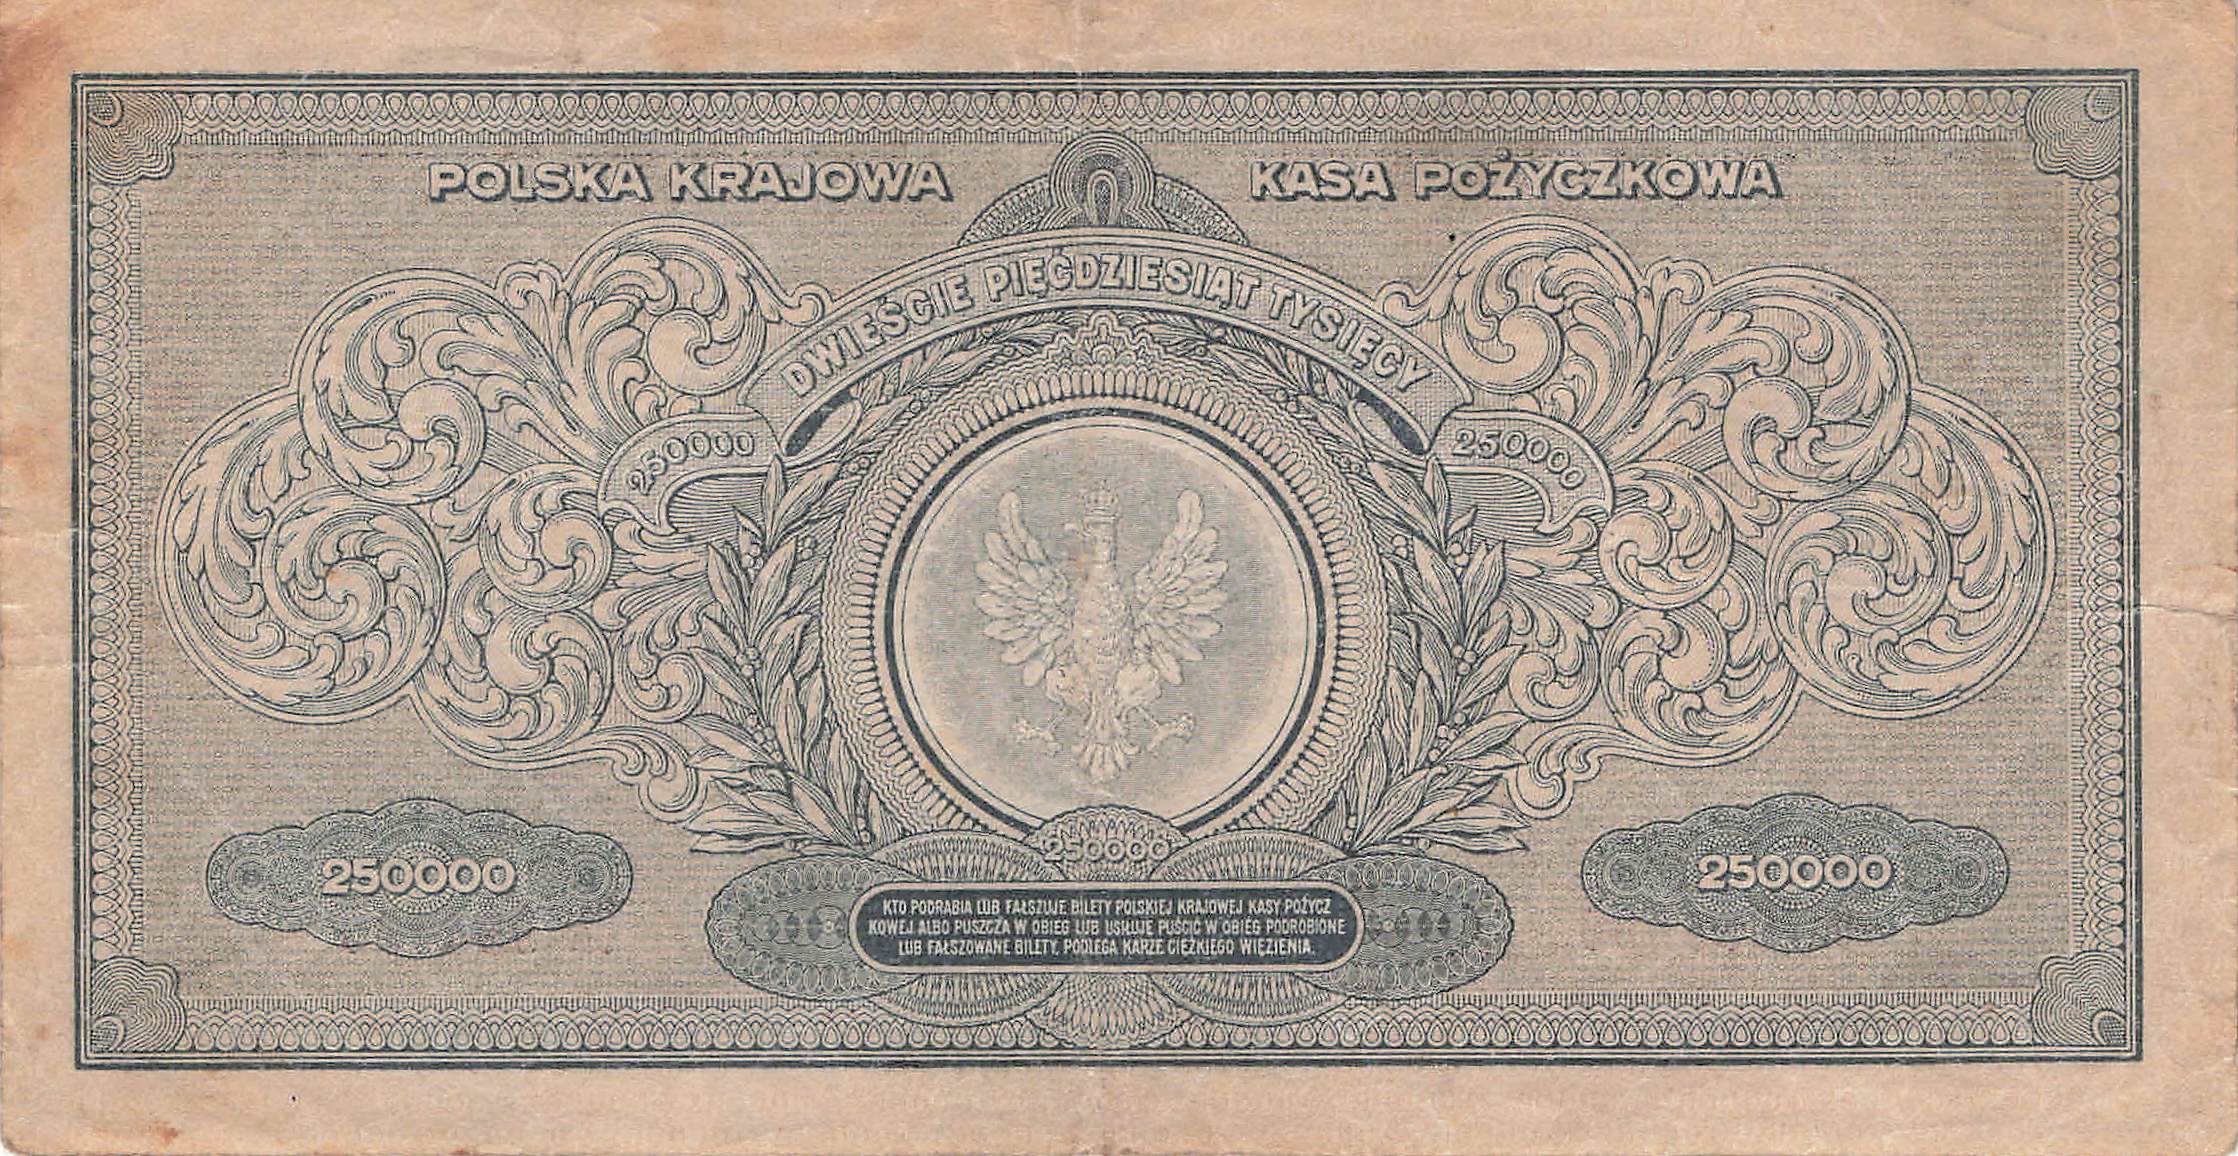 POLSKA KRAJOWA KASA POŻYCZKOWA
DWIEŚCIE PIĘĆDZIESIĄT TYSIĘCY
250000 250000
250000
250000 250000
KTO PODRABIA LUB FAŁSZUJE BILETY POLSKIEJ KRAJOWEJ KASY POŻYCZ
KOWEJ ALBO PUSZCZA W OBIEG LUB USIŁUJE PUŚCIĆ W OBIEG PODROBIONE
LUB FAŁSZOWANE BILETY, PODLEGA KARZE CIĘŻKIEGO WIĘZIENIA.